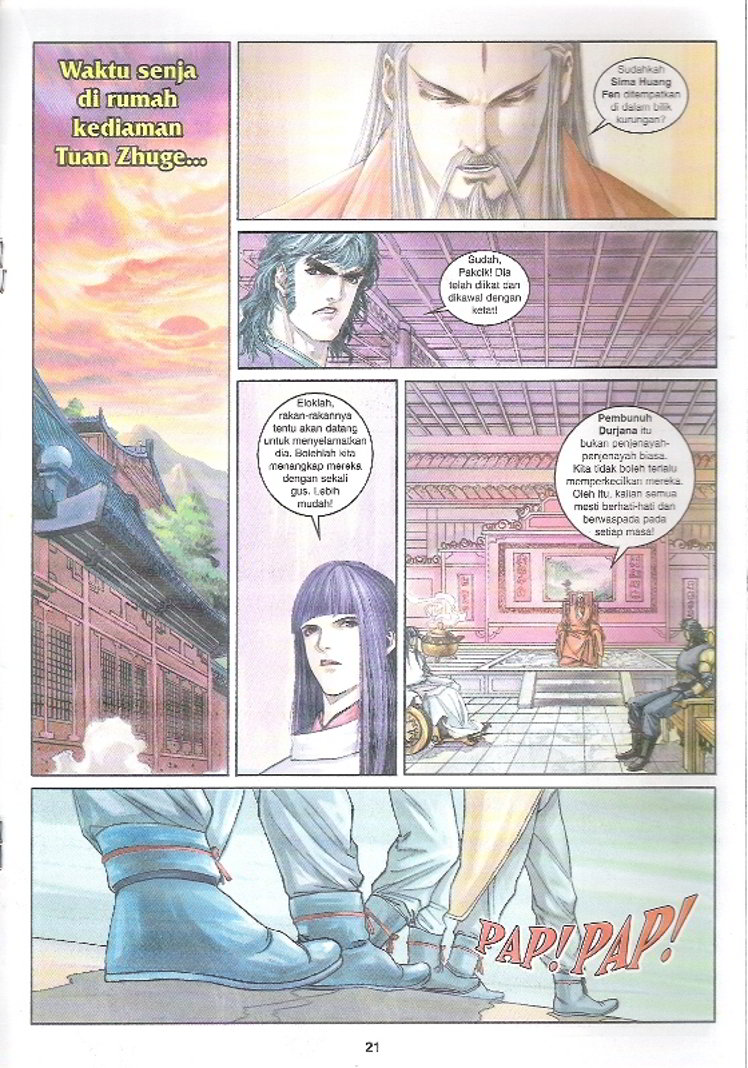 Waktu senja
di rumah
kediaman
Tuan Zhuge...
Sudahkah
Sima Huang
Fen ditempatkan
di dalam bilik
kurungan?
Sudah,
Pakcik! Dia
telah diikat dan
dikawal dengan
ketat!
Eloklah,
rakan-rakannya
tentu akan datang
untuk menyelamatkan
dia. Bolehlah kita
menangkap mereka
dengan sekali
gus. Lebih
mudah!
Pembunuh
Durjana itu
bukan penjenayah-
penjenayah biasa.
Kita tidak boleh terlalu
memperkecilkan mereka.
Oleh itu, kalian semua
mesti berhati-hati dan
berwaspada pada
setiap masa!
PAP! PAP!
21